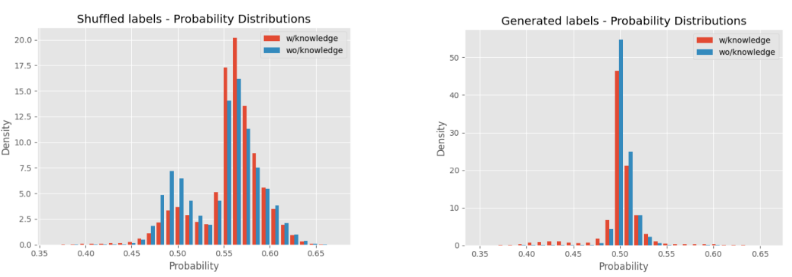 Shuffled labels - Probability Distributions
w/knowledge
wo/knowledge
20.0
17.5
15.0
12.5
10.0
7.5
5.0
2.5
0.0
Density
0.35 0.40 0.45 0.50 0.55 0.60 0.65
Probability
Generated labels - Probability Distributions
w/knowledge
wo/knowledge
50
40
30
20
10
0
Density
0.35 0.40 0.45 0.50 0.55 0.60 0.65
Probability